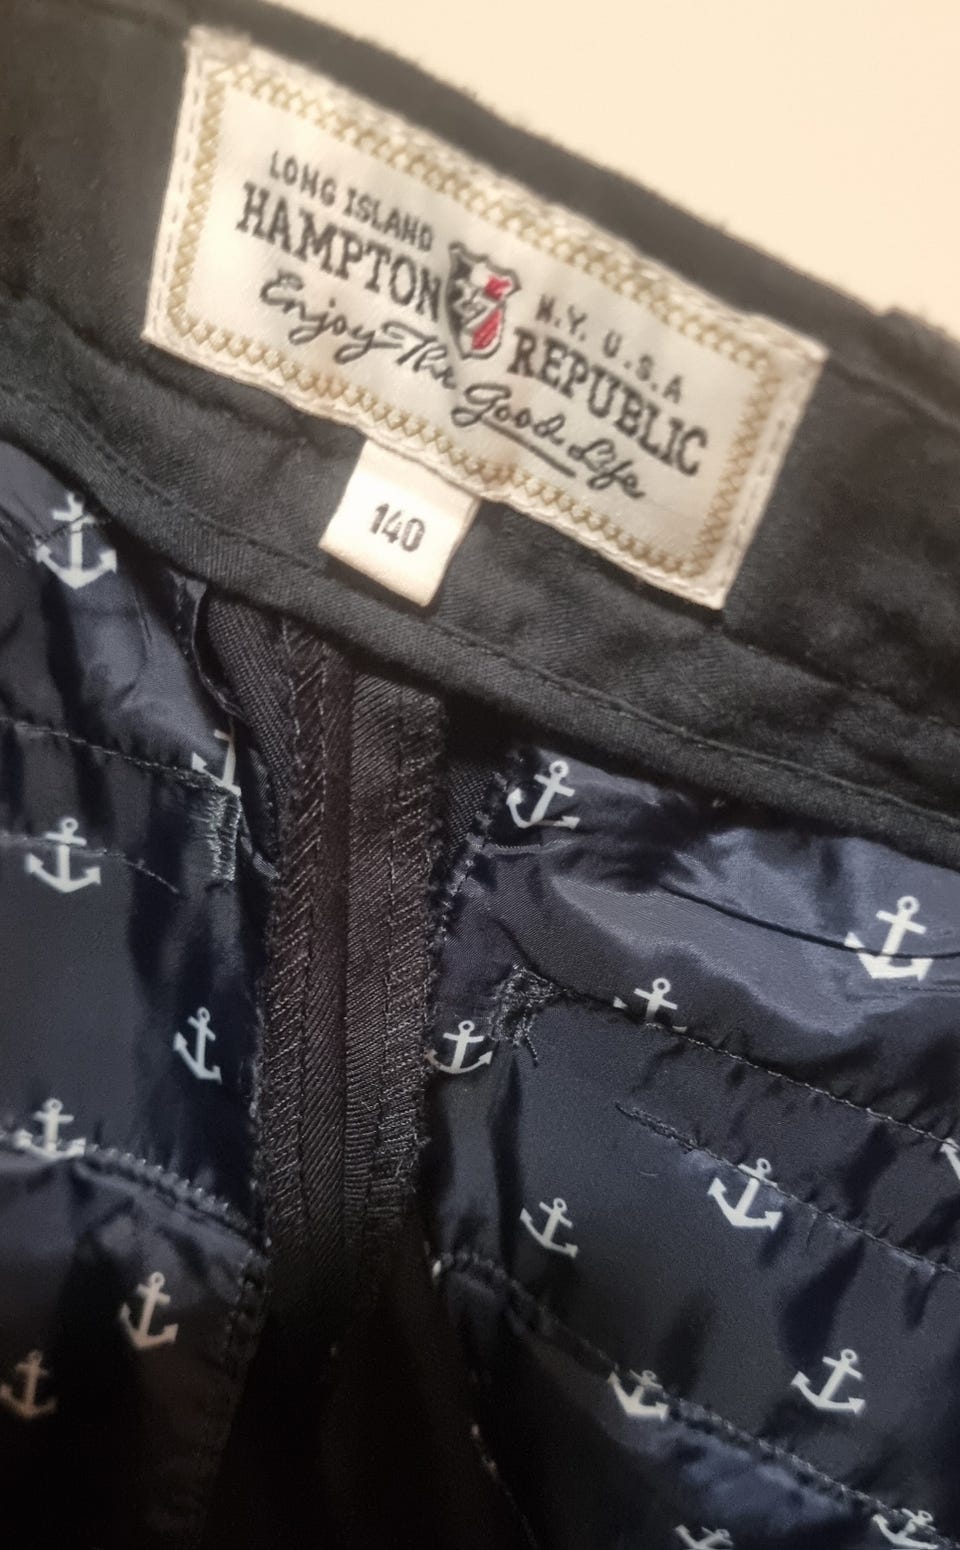 LONG ISLAND N.Y. U.S.A
HAMPTON REPUBLIC
Enjoy The Good Life
140